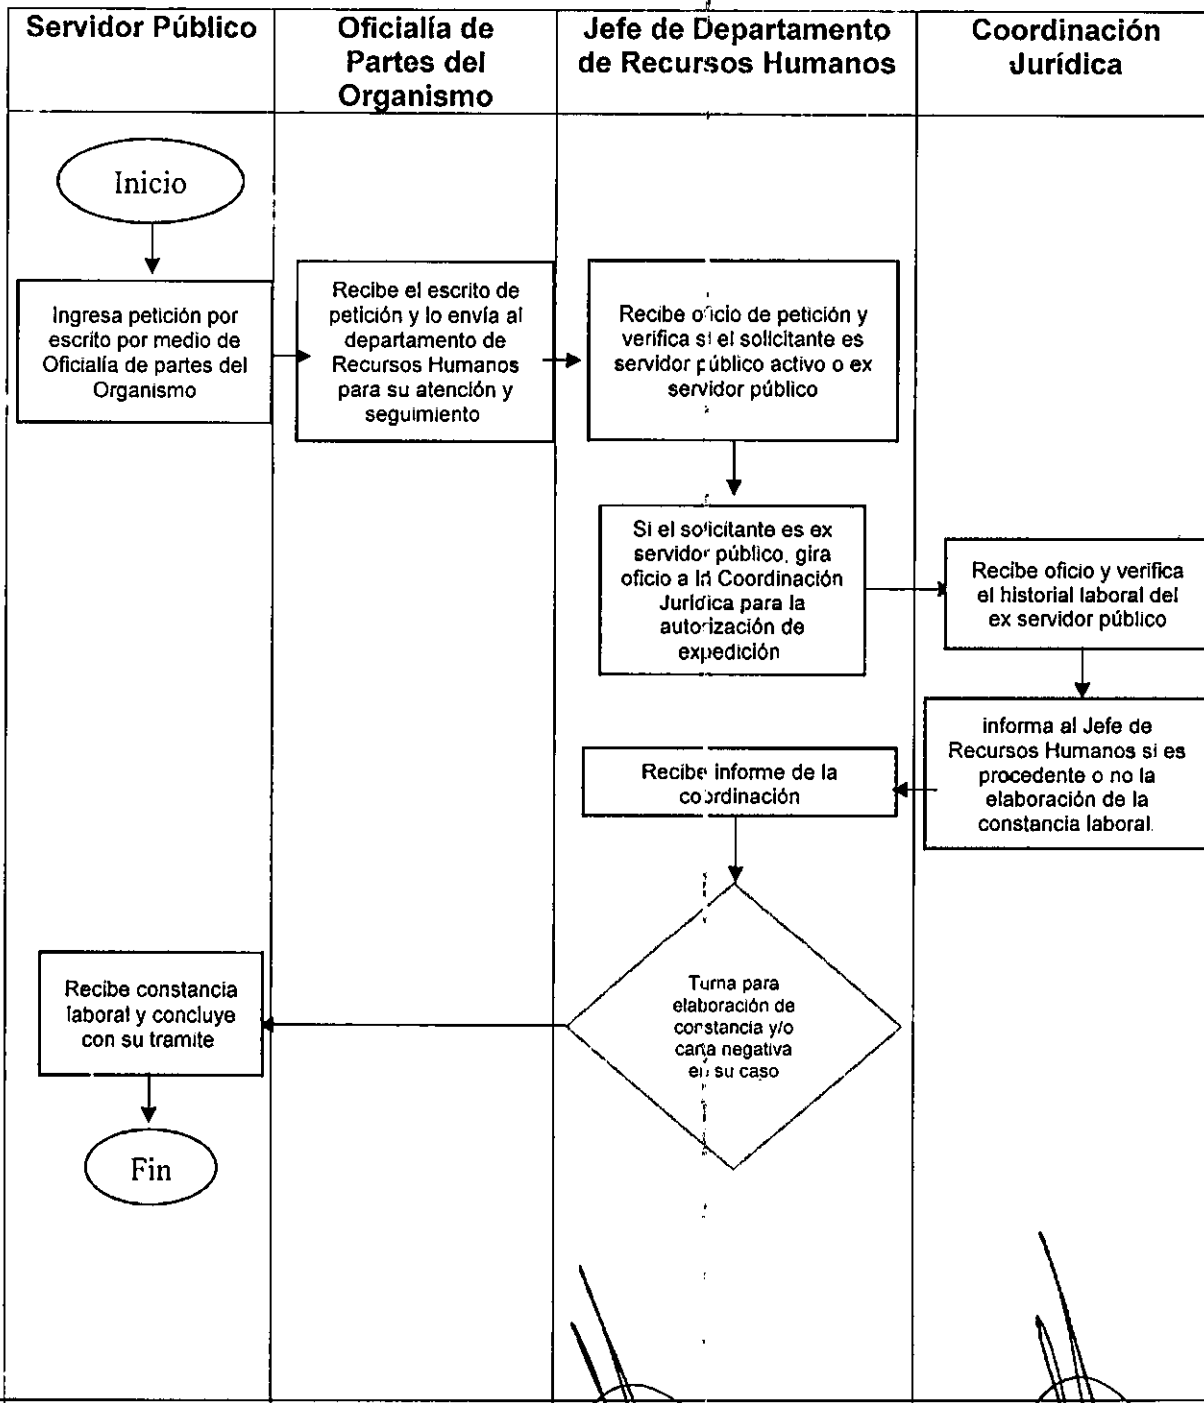 Servidor Público
Oficialía de
Partes del
Organismo
Jefe de Departamento
de Recursos Humanos
Coordinación
Jurídica
Inicio
Ingresa petición por
escrito por medio de
Oficialía de partes del
Organismo
Recibe el escrito de
petición y lo envía al
departamento de
Recursos Humanos
para su atención y
seguimiento
Recibe oficio de petición y
verifica si el solicitante es
servidor público activo o ex
servidor público
Si el solicitante es ex
servidor público, gira
oficio a la Coordinación
Jurídica para la
autorización de
expedición
Recibe oficio y verifica
el historial laboral del
ex servidor público
informa al Jefe de
Recursos Humanos si es
procedente o no la
elaboración de la
constancia laboral.
Recibe informe de la
coordinación
Turna para
elaboración de
constancia y/o
carta negativa
en su caso
Recibe constancia
laboral y concluye
con su tramite
Fin